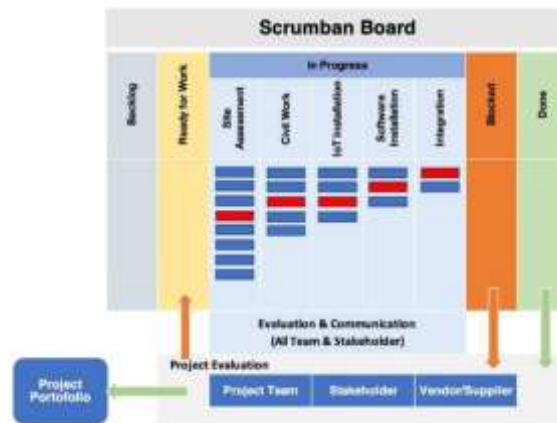 Scrumban Board
Backlog
Ready for Work
In Progress
Site
Assessment
Civil Work
IoT Installation
Software
Installation
Integration
Blocked
Done
Evaluation & Communication
(All Team & Stakeholder)
Project Evaluation
Project
Portofolio
Project Team
Stakeholder
Vendor/Supplier